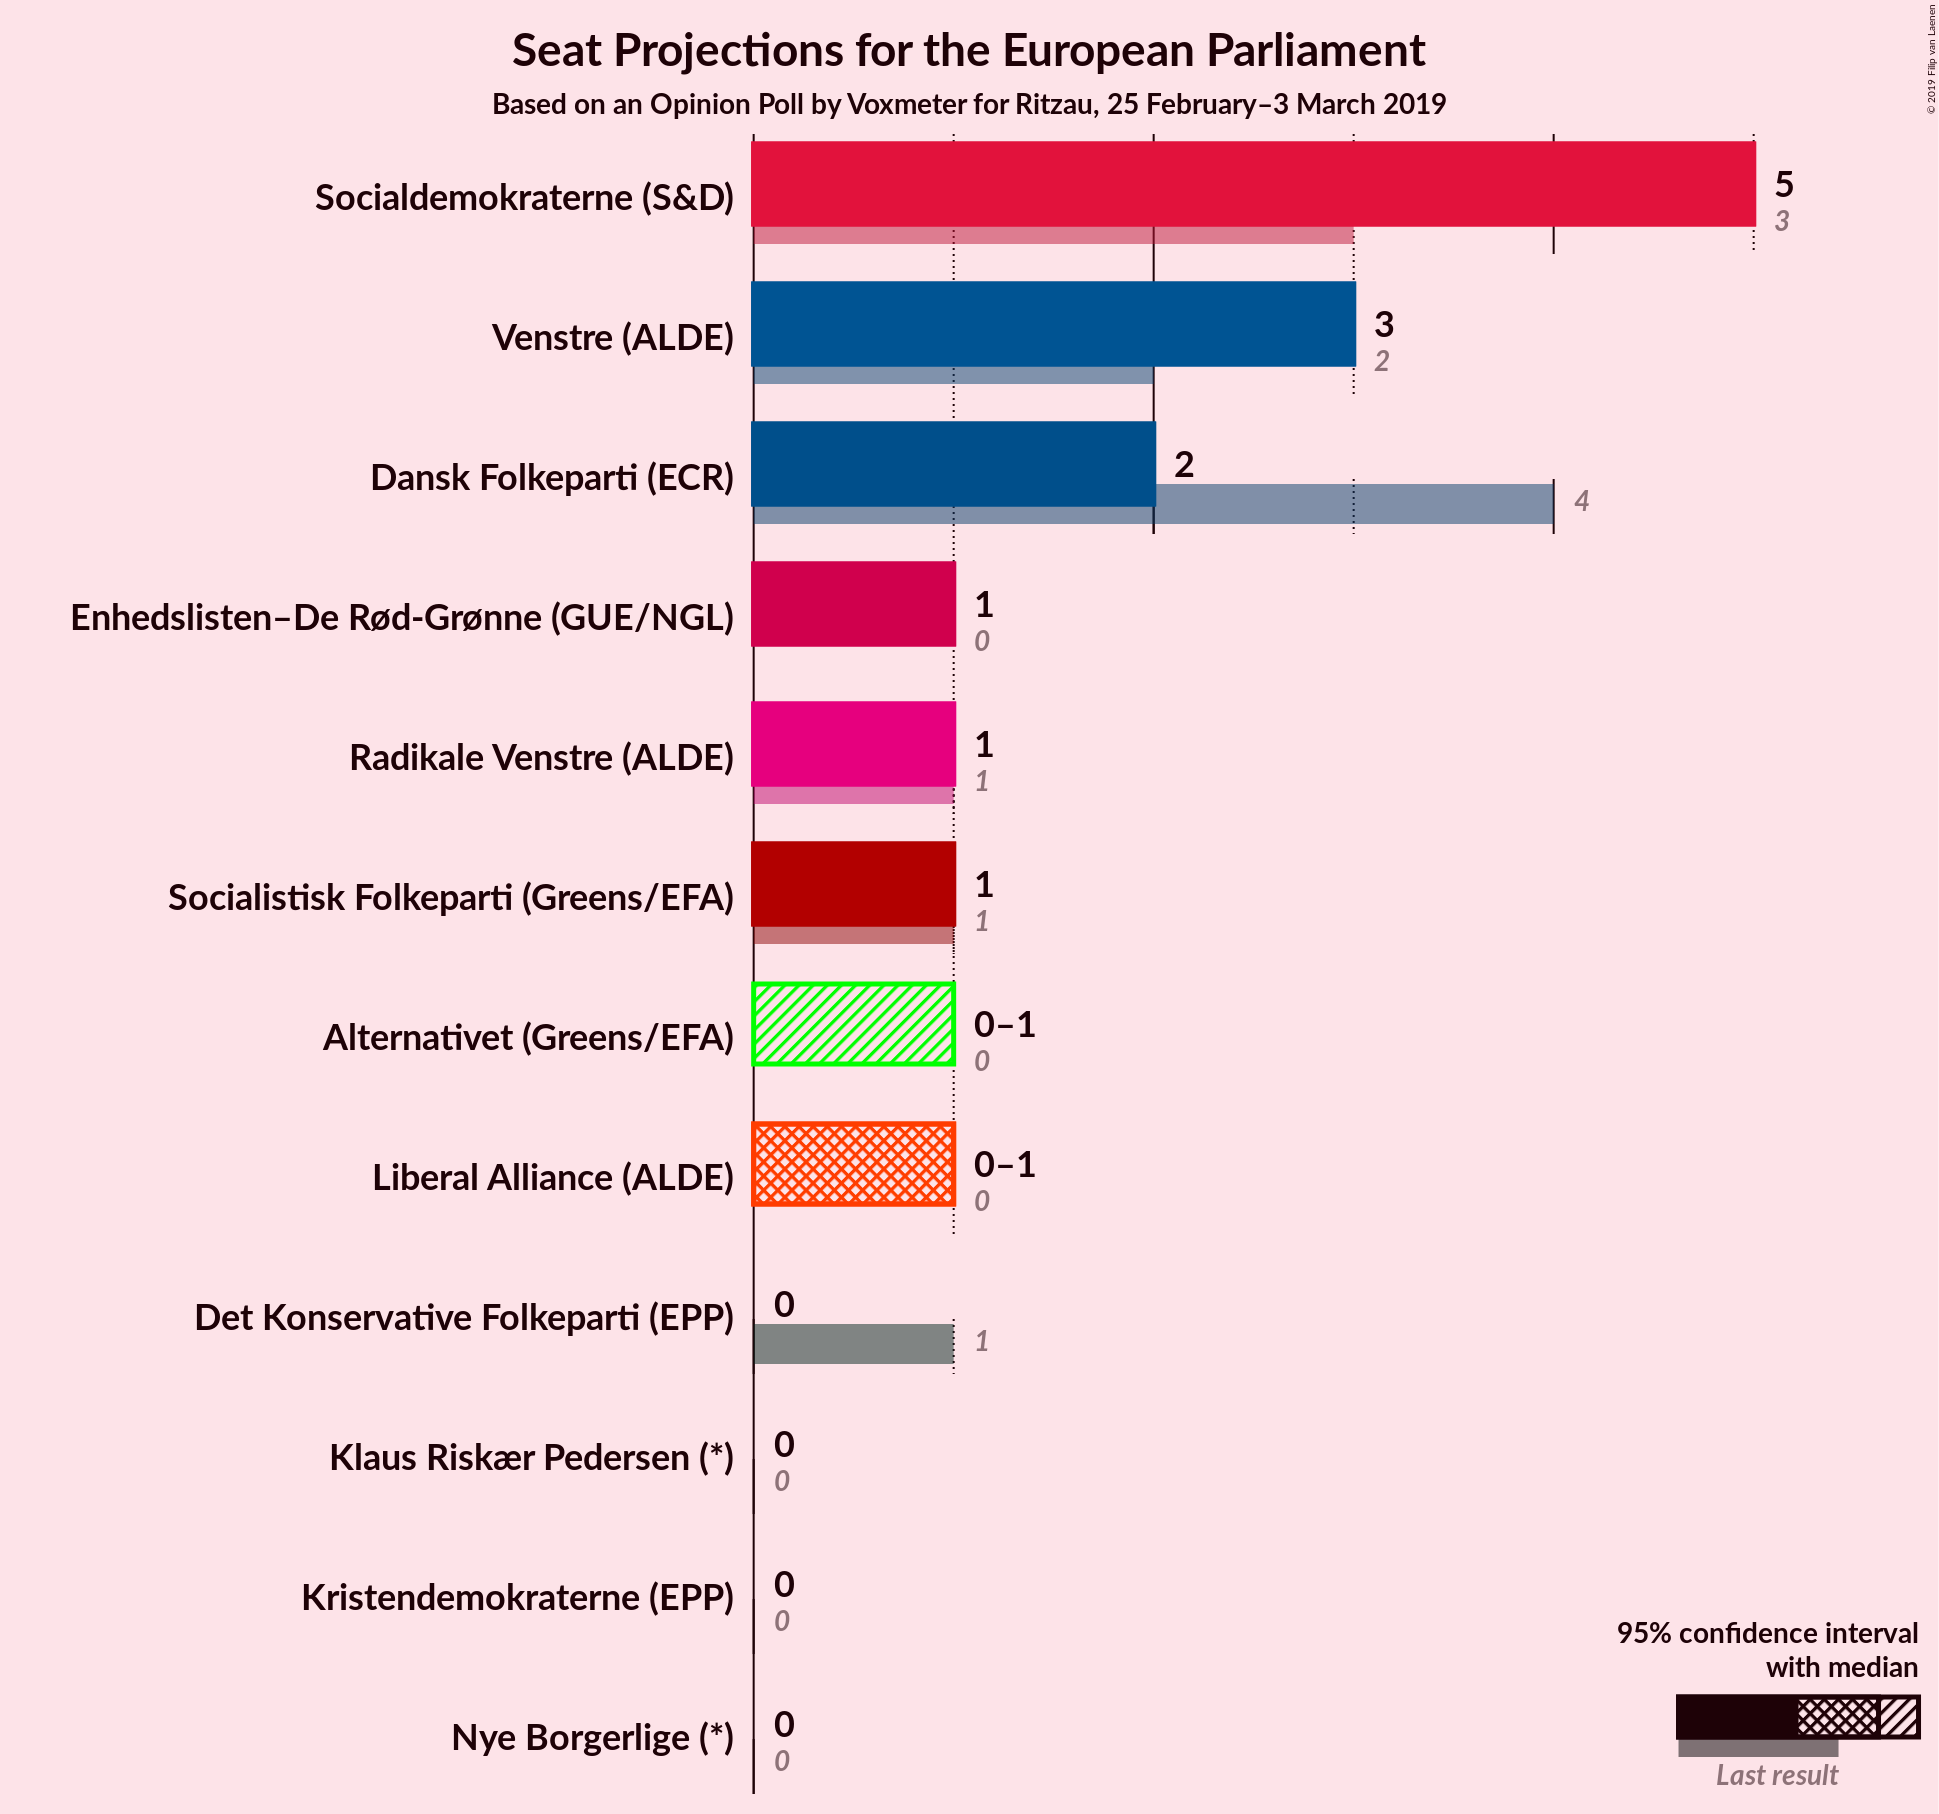 Seat Projections for the European Parliament
Based on an Opinion Poll by Voxmeter for Ritzau, 25 February–3 March 2019
© 2019 Filip van Laenen
Socialdemokraterne (S&D)
5
3
Venstre (ALDE)
3
2
Dansk Folkeparti (ECR)
2
4
Enhedslisten–De Rød-Grønne (GUE/NGL)
1
0
Radikale Venstre (ALDE)
1
1
Socialistisk Folkeparti (Greens/EFA)
1
1
Alternativet (Greens/EFA)
0–1
0
Liberal Alliance (ALDE)
0–1
0
Det Konservative Folkeparti (EPP)
0
1
Klaus Riskær Pedersen (*)
0
0
Kristendemokraterne (EPP)
0
0
Nye Borgerlige (*)
0
0
95% confidence interval
with median
Last result